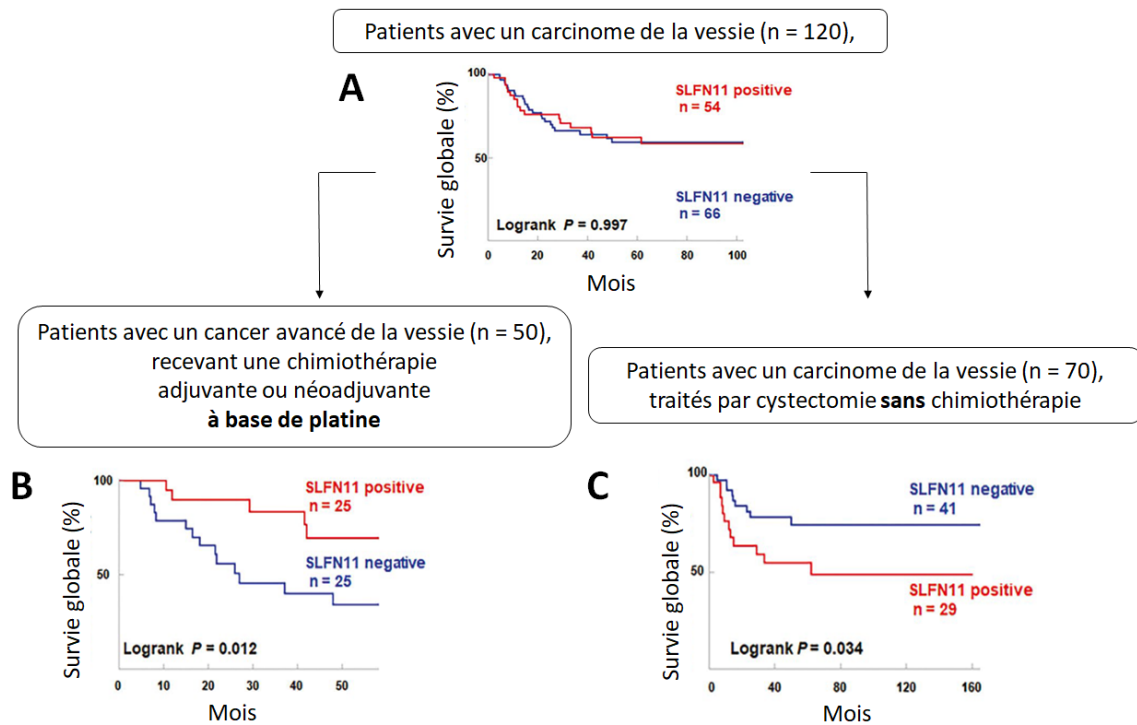 Patients avec un carcinome de la vessie (n = 120),
A
Survie globale (%)
100
50
SLFN11 positive
n = 54
SLFN11 negative
n = 66
Logrank P = 0.997
0 20 40 60 80 100
Mois
Patients avec un cancer avancé de la vessie (n = 50),
recevant une chimiothérapie
adjuvante ou néoadjuvante
à base de platine
Patients avec un carcinome de la vessie (n = 70),
traités par cystectomie sans chimiothérapie
B
Survie globale (%)
100
50
SLFN11 positive
n = 25
SLFN11 negative
n = 25
Logrank P = 0.012
0 10 20 30 40 50
Mois
C
Survie globale (%)
100
50
SLFN11 negative
n = 41
SLFN11 positive
n = 29
Logrank P = 0.034
0 40 80 120 160
Mois